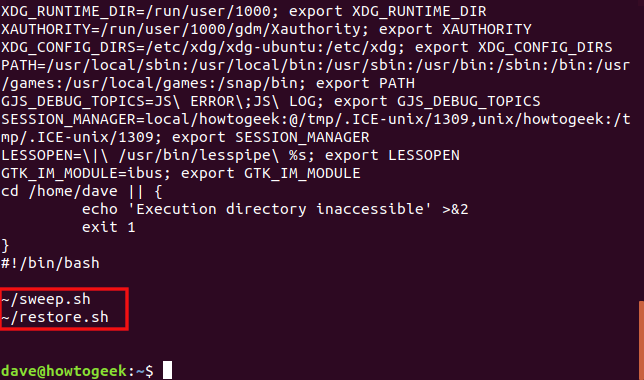 XDG_RUNTIME_DIR=/run/user/1000; export XDG_RUNTIME_DIR
XAUTHORITY=/run/user/1000/gdm/Xauthority; export XAUTHORITY
XDG_CONFIG_DIRS=/etc/xdg/xdg-ubuntu:/etc/xdg; export XDG_CONFIG_DIRS
PATH=/usr/local/sbin:/usr/local/bin:/usr/sbin:/usr/bin:/sbin:/bin:/usr
/games:/usr/local/games:/snap/bin; export PATH
GJS_DEBUG_TOPICS=JS\ ERROR\;JS\ LOG; export GJS_DEBUG_TOPICS
SESSION_MANAGER=local/howtogeek:@/tmp/.ICE-unix/1309,unix/howtogeek:/t
mp/.ICE-unix/1309; export SESSION_MANAGER
LESSOPEN=\|\ /usr/bin/lesspipe\ %s; export LESSOPEN
GTK_IM_MODULE=ibus; export GTK_IM_MODULE
cd /home/dave || {
         echo 'Execution directory inaccessible' >&2
         exit 1
}
#!/bin/bash
~/sweep.sh
~/restore.sh
dave@howtogeek:~$